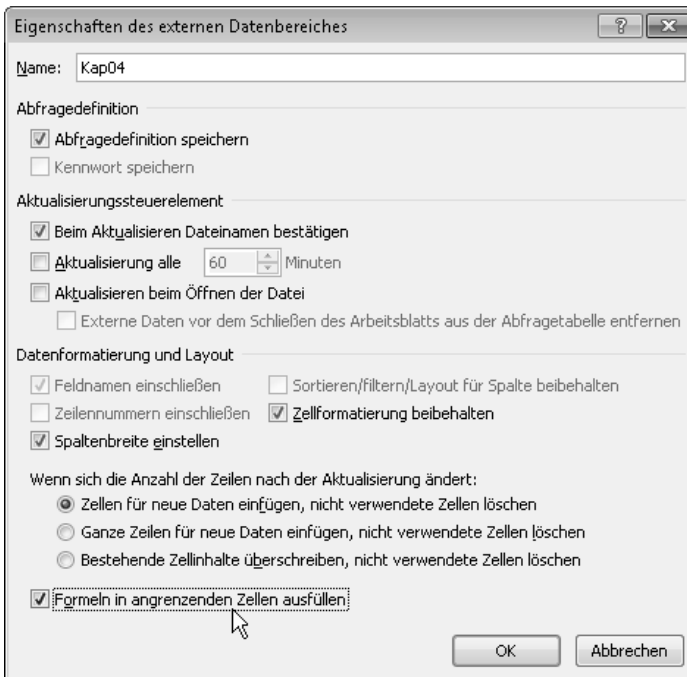 Eigenschaften des externen Datenbereiches
Name: Kap04
Abfragedefinition
Abfragedefinition speichern
Kennwort speichern
Aktualisierungssteuerelement
Beim Aktualisieren Dateinamen bestätigen
Aktualisierung alle 60 Minuten
Aktualisieren beim Öffnen der Datei
Externe Daten vor dem Schließen des Arbeitsblatts aus der Abfragetabelle entfernen
Datenformatierung und Layout
Feldnamen einschließen Sortieren/filtern/Layout für Spalte beibehalten
Zeilennummern einschließen Zellformatierung beibehalten
Spaltenbreite einstellen
Wenn sich die Anzahl der Zeilen nach der Aktualisierung ändert:
Zellen für neue Daten einfügen, nicht verwendete Zellen löschen
Ganze Zeilen für neue Daten einfügen, nicht verwendete Zellen löschen
Bestehende Zellinhalte überschreiben, nicht verwendete Zellen löschen
Formeln in angrenzenden Zellen ausfüllen
OK Abbrechen